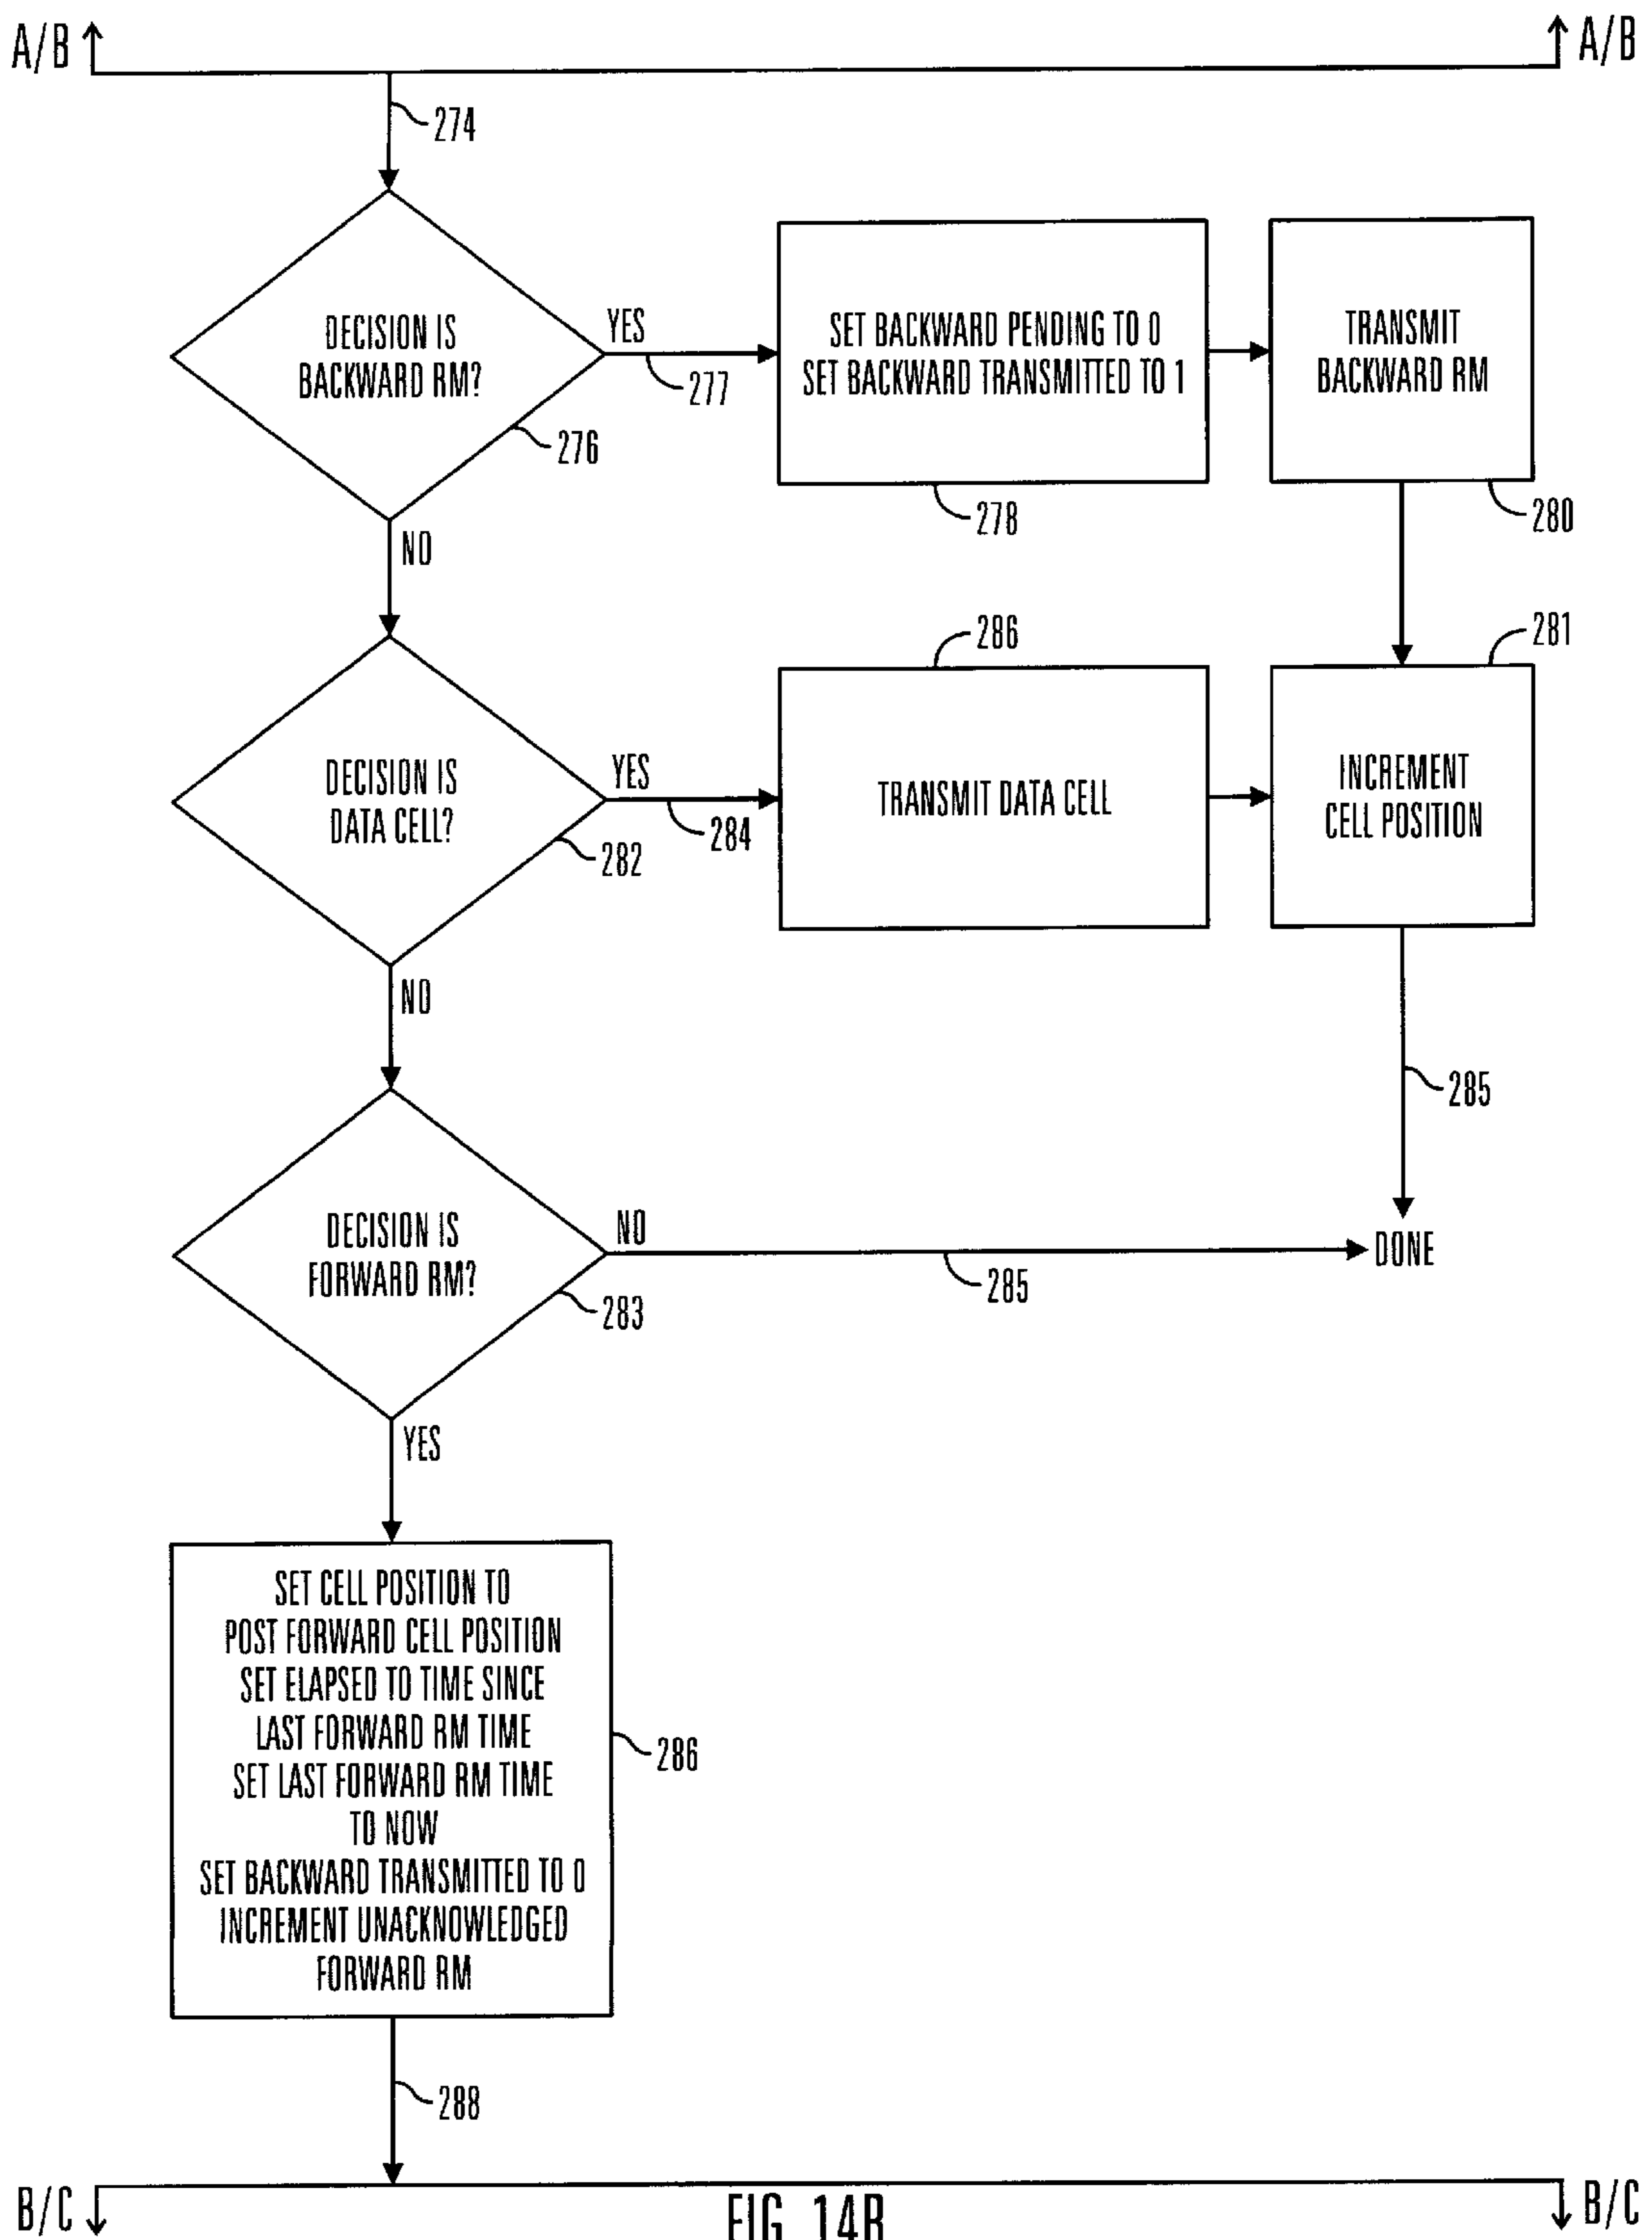 A/B
A/B
274
DECISION IS
BACKWARD RM?
YES
277
276
SET BACKWARD PENDING TO 0
SET BACKWARD TRANSMITTED TO 1
278
TRANSMIT
BACKWARD RM
280
NO
286
281
DECISION IS
DATA CELL?
YES
284
282
TRANSMIT DATA CELL
INCREMENT
CELL POSITION
NO
285
DECISION IS
FORWARD RM?
NO
285
DONE
283
YES
SET CELL POSITION TO
POST FORWARD CELL POSITION
SET ELAPSED TO TIME SINCE
LAST FORWARD RM TIME
SET LAST FORWARD RM TIME
TO NOW
SET BACKWARD TRANSMITTED TO 0
INCREMENT UNACKNOWLEDGED
FORWARD RM
286
288
B/C
FIG. 14B
B/C